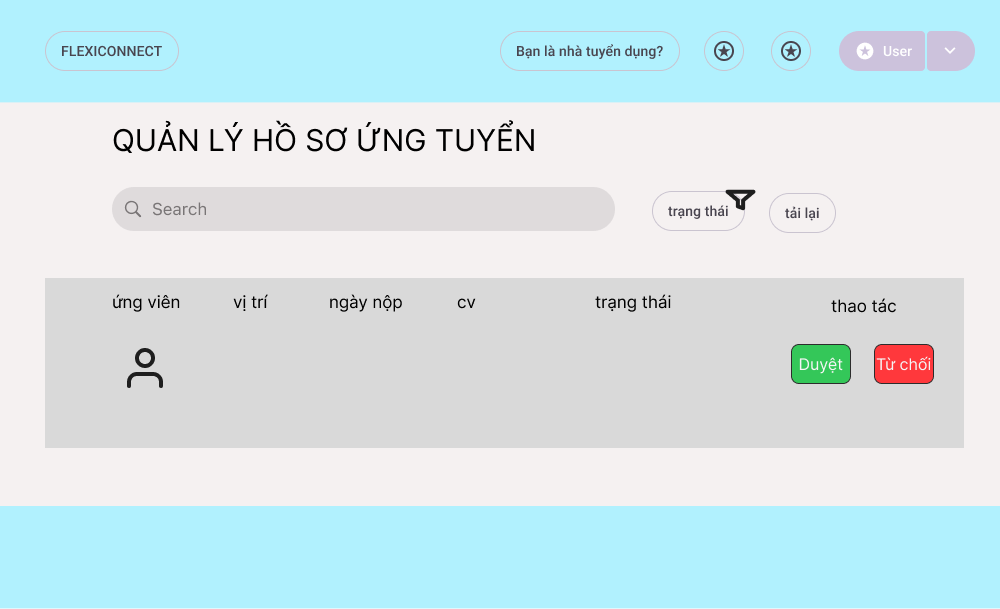 FLEXICONNECT
Bạn là nhà tuyển dụng?
User
QUẢN LÝ HỒ SƠ ỨNG TUYỂN
Search
trạng thái
tải lại
ứng viên
vị trí
ngày nộp
cv
trạng thái
thao tác
Duyệt
Từ chối